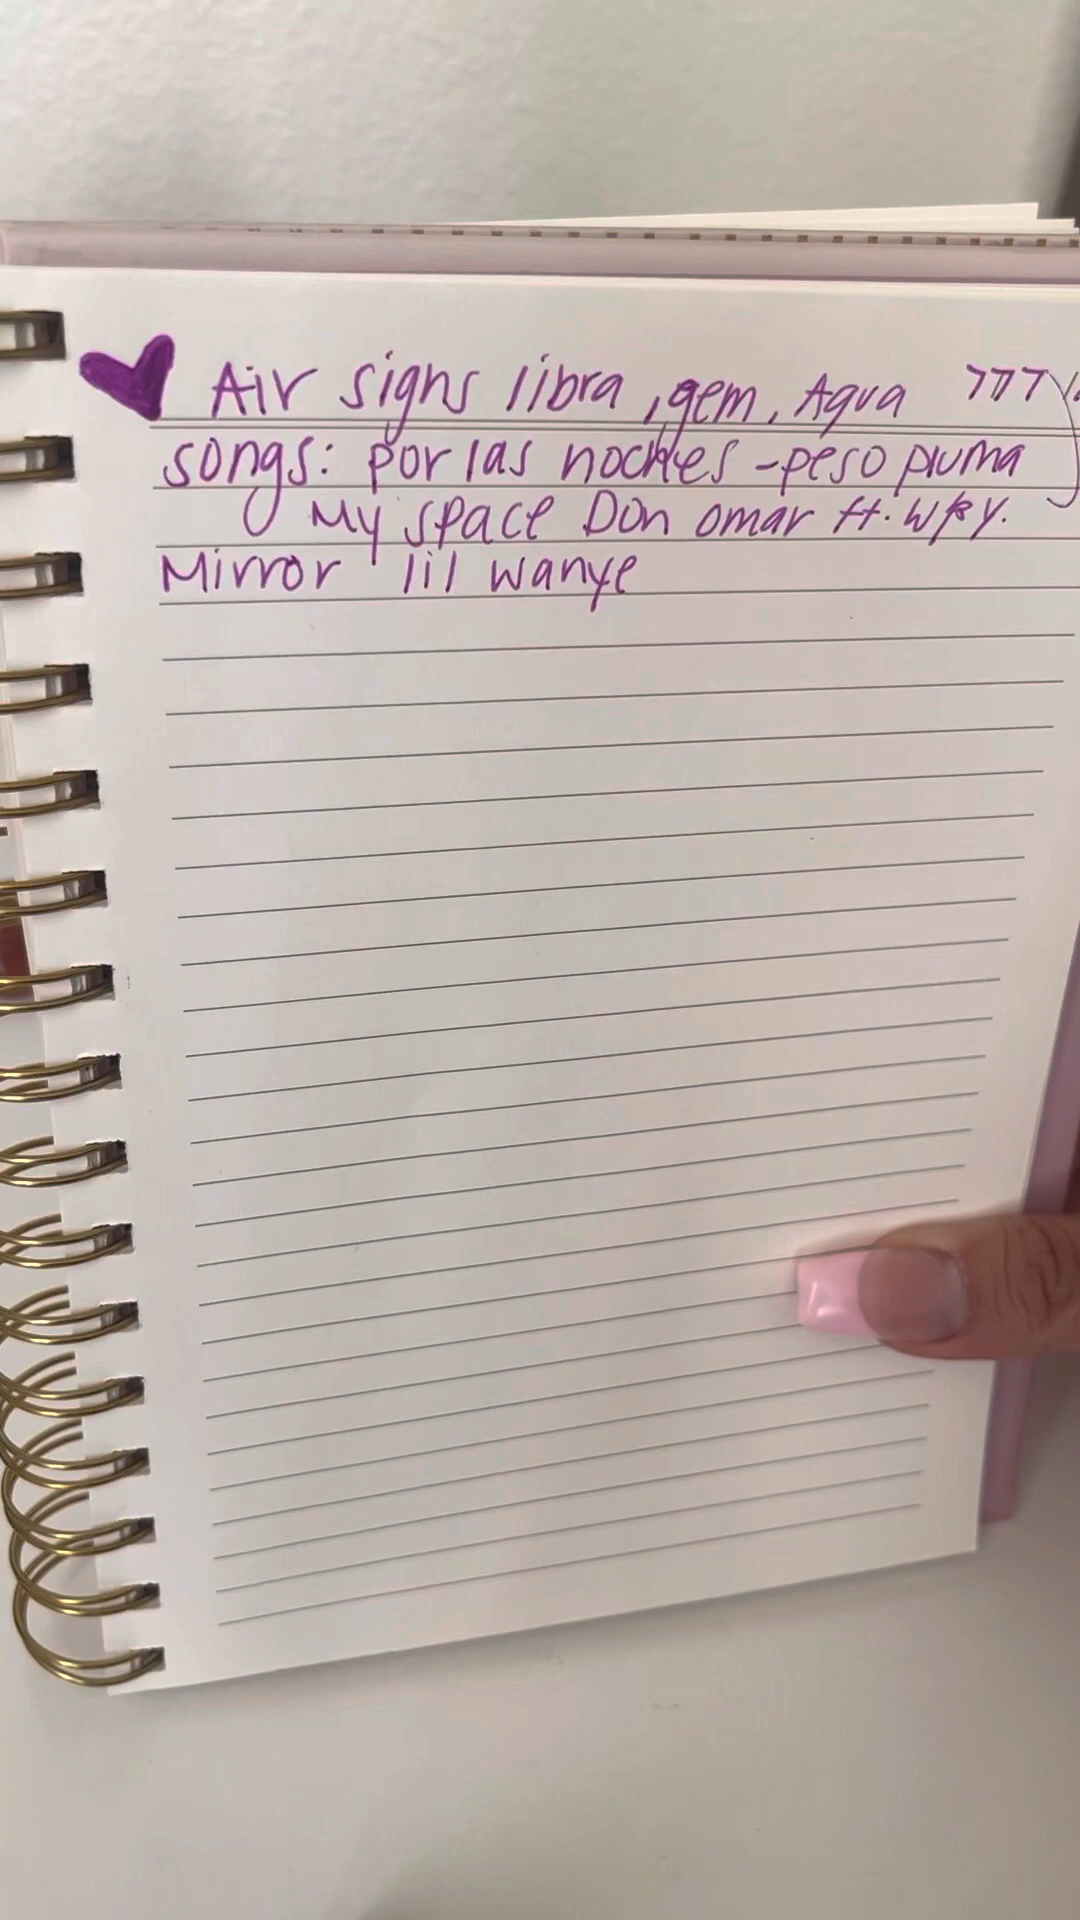 Air signs libra, gem, Aqua 777
songs: por las noches - peso pluma
My space Don omar ft. W&Y.
Mirror lil wanye